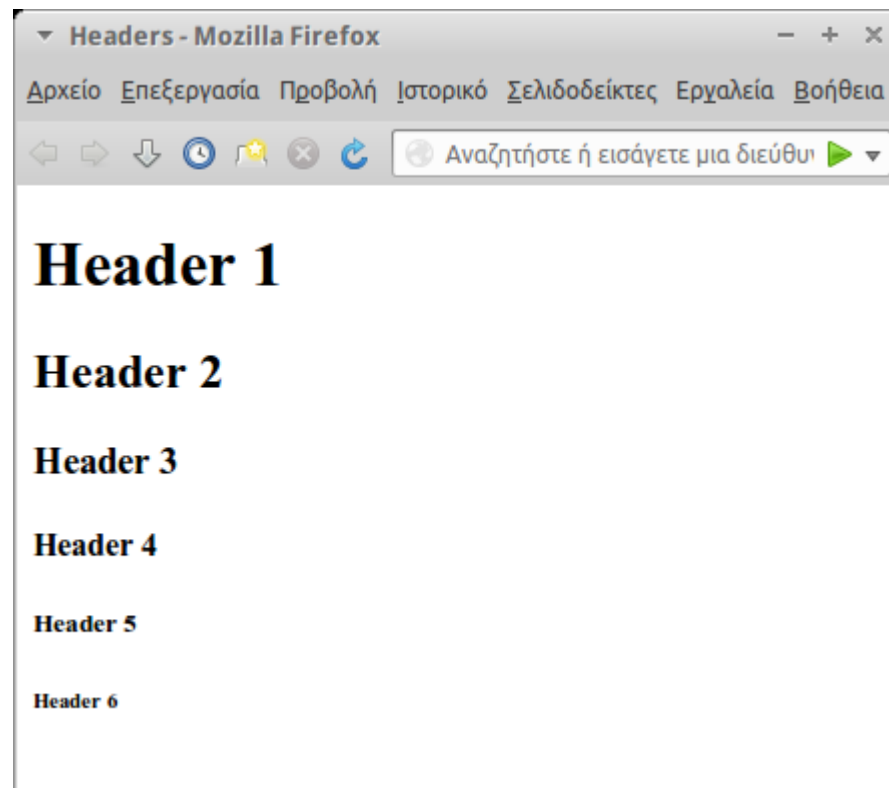 Headers - Mozilla Firefox
Αρχείο Επεξεργασία Προβολή Ιστορικό Σελιδοδείκτες Εργαλεία Βοήθεια
Αναζητήστε ή εισάγετε μια διεύθυ
Header 1
Header 2
Header 3
Header 4
Header 5
Header 6